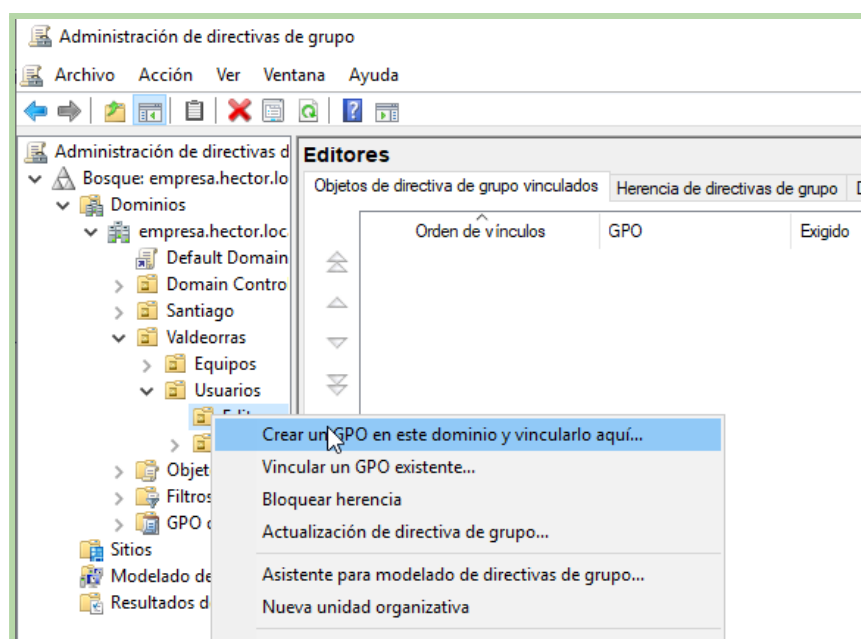 Administración de directivas de grupo
Archivo Acción Ver Ventana Ayuda
Administración de directivas d
Bosque: empresa.hector.lo
Dominios
empresa.hector.loc
Default Domain
Domain Contro
Santiago
Valdeorras
Equipos
Usuarios
Objet
Filtros
GPO
Sitios
Modelado de
Resultados d
Editores
Objetos de directiva de grupo vinculados Herencia de directivas de grupo D
Orden de vínculos GPO Exigido
Crear un GPO en este dominio y vincularlo aquí...
Vincular un GPO existente...
Bloquear herencia
Actualización de directiva de grupo...
Asistente para modelado de directivas de grupo...
Nueva unidad organizativa